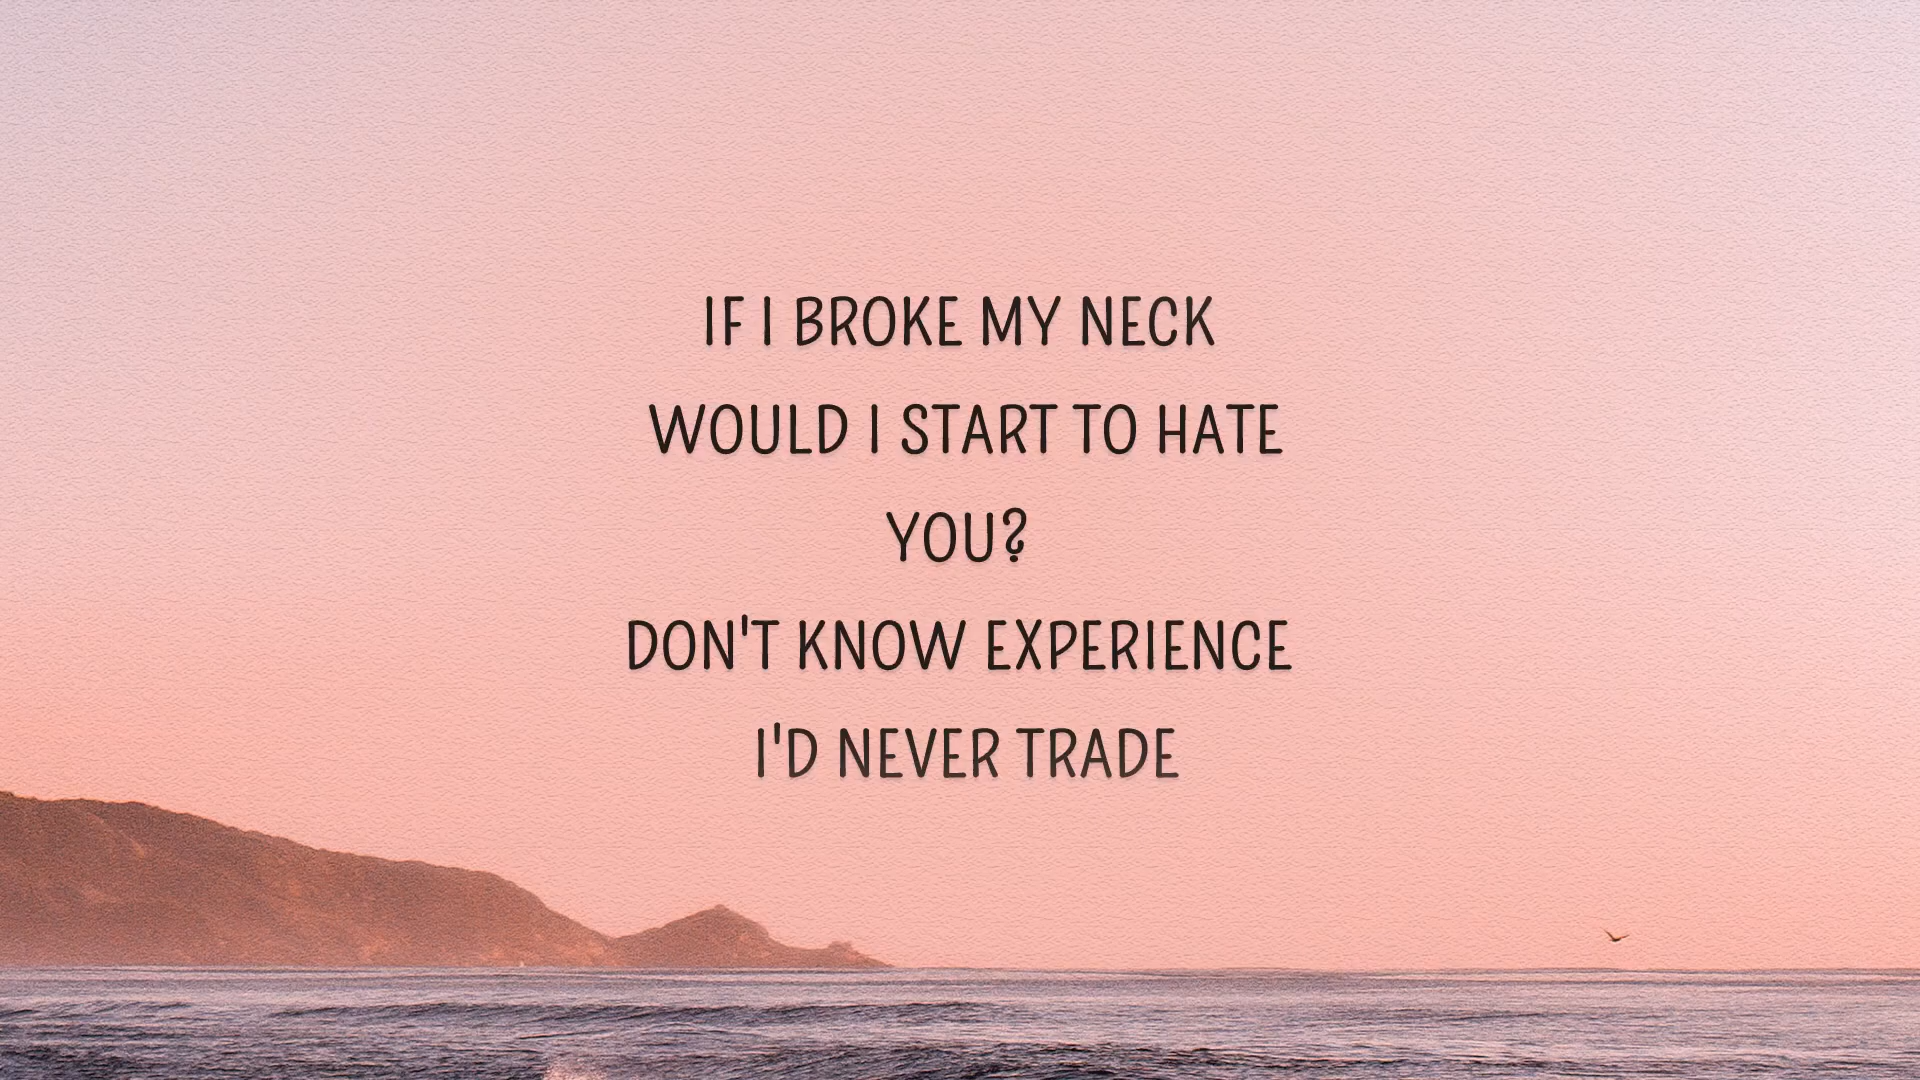 IF I BROKE MY NECK
WOULD I START TO HATE
YOU?
DON'T KNOW EXPERIENCE
I'D NEVER TRADE